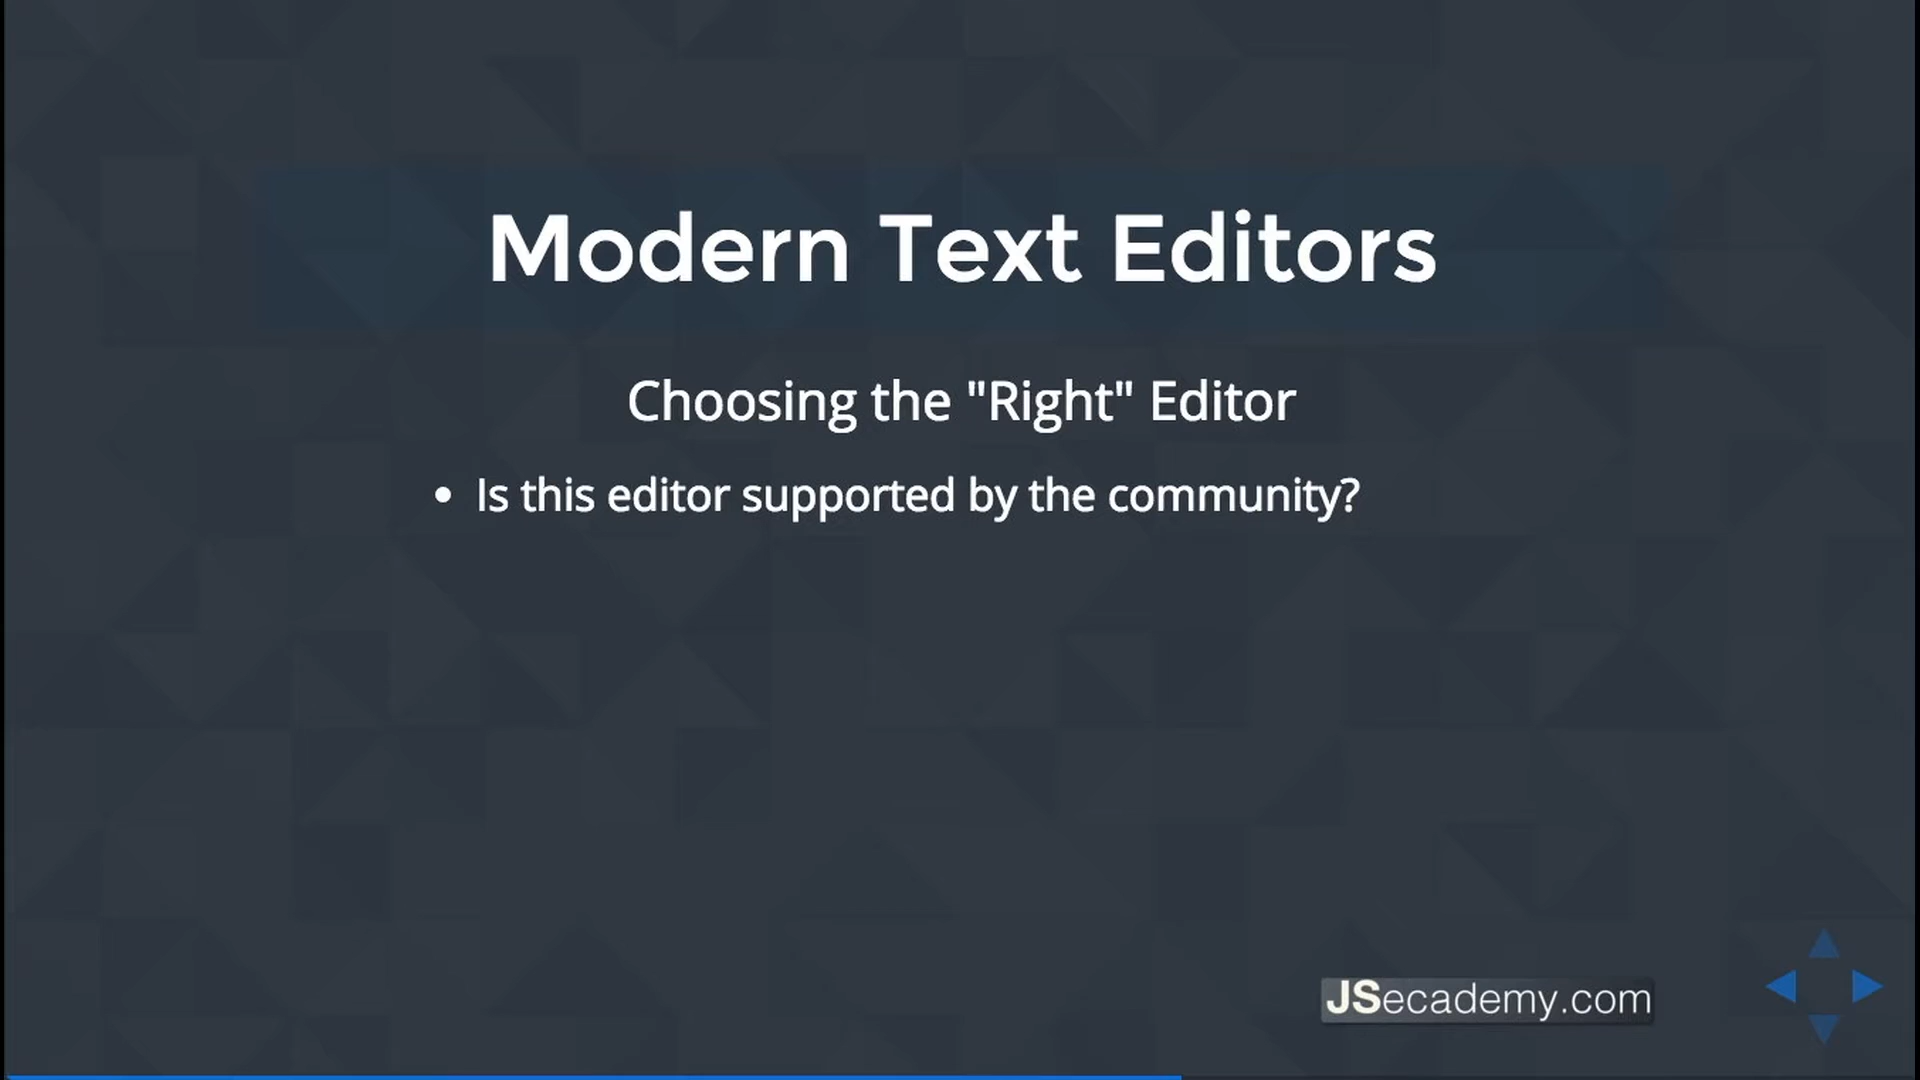 Modern Text Editors
Choosing the "Right" Editor
• Is this editor supported by the community?
JSecademy.com